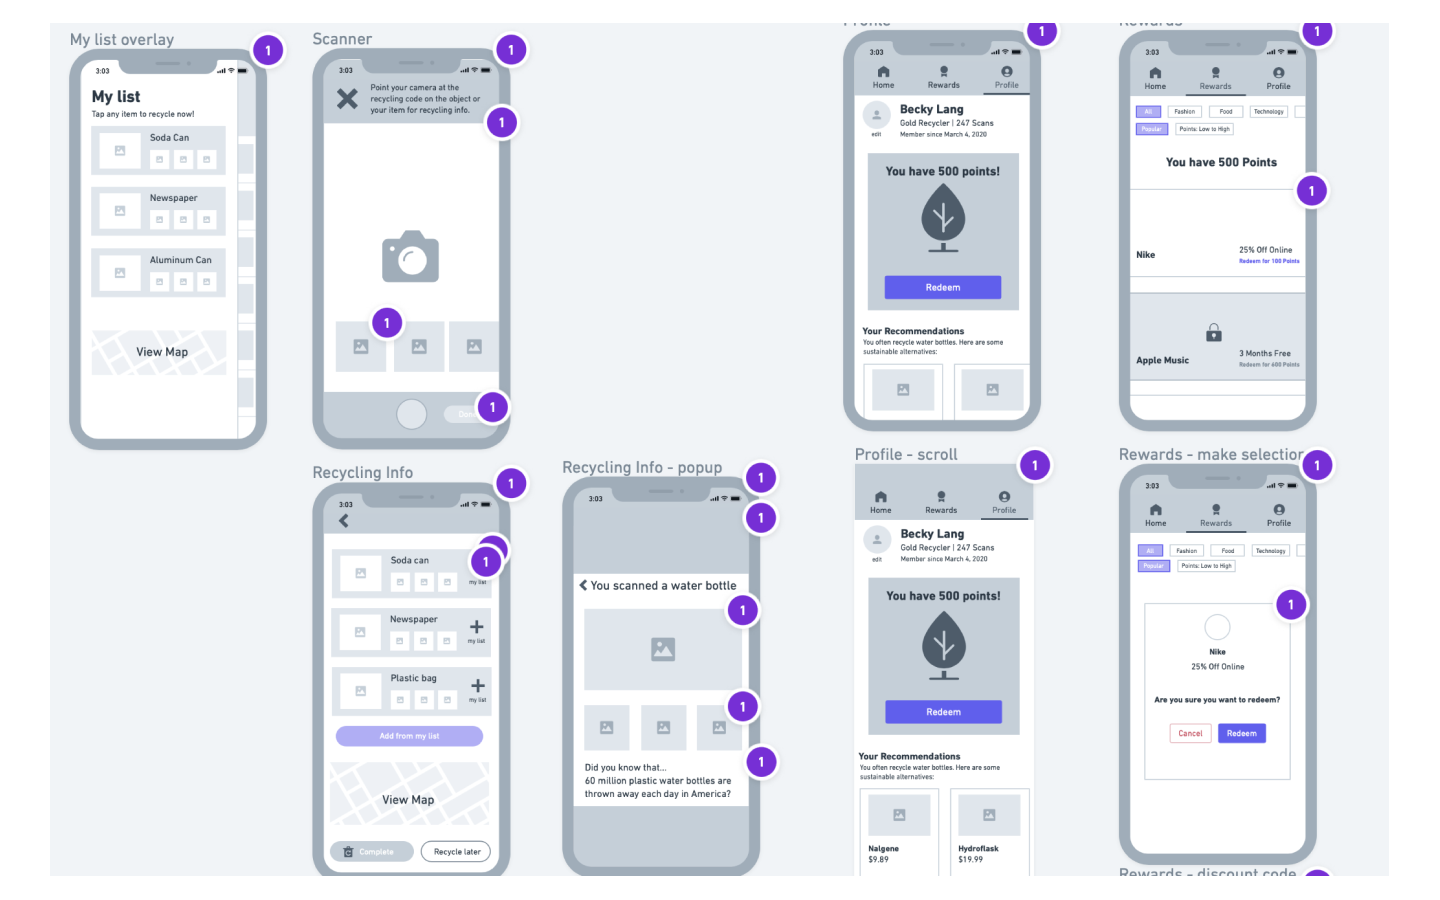 My list overlay
1
3:03
My list
Tap any item to recycle now!
Soda Can
Newspaper
Aluminum Can
View Map
Scanner
1
3:03
Point your camera at the
recycling code on the object or
your item for recycling info.
1
1
1
Profile
1
3:03
Home
Rewards
Profile
Becky Lang
Gold Recycler | 247 Scans
edit
Member since March 4, 2020
You have 500 points!
Redeem
Your Recommendations
You often recycle water bottles. Here are some
sustainable alternatives:
Rewards
1
3:03
Home
Rewards
Profile
All
Fashion
Food
Technology
Popular
Points: Low to High
You have 500 Points
1
Nike
25% Off Online
Redeem for 100 Points
Apple Music
3 Months Free
Redeem for 600 Points
Recycling Info
1
3:03
Soda can
1
my list
Newspaper
my list
Plastic bag
my list
Add from my list
View Map
Complete
Recycle later
Recycling Info - popup
1
3:03
1
You scanned a water bottle
1
1
1
Did you know that...
60 million plastic water bottles are
thrown away each day in America?
Profile - scroll
1
Home
Rewards
Profile
Becky Lang
Gold Recycler | 247 Scans
edit
Member since March 4, 2020
You have 500 points!
Redeem
Your Recommendations
You often recycle water bottles. Here are some
sustainable alternatives:
Nalgene
$9.89
Hydroflask
$19.99
Rewards - make selection
1
3:03
Home
Rewards
Profile
All
Fashion
Food
Technology
Popular
Points: Low to High
1
Nike
25% Off Online
Are you sure you want to redeem?
Cancel
Redeem
Rewards - discount code